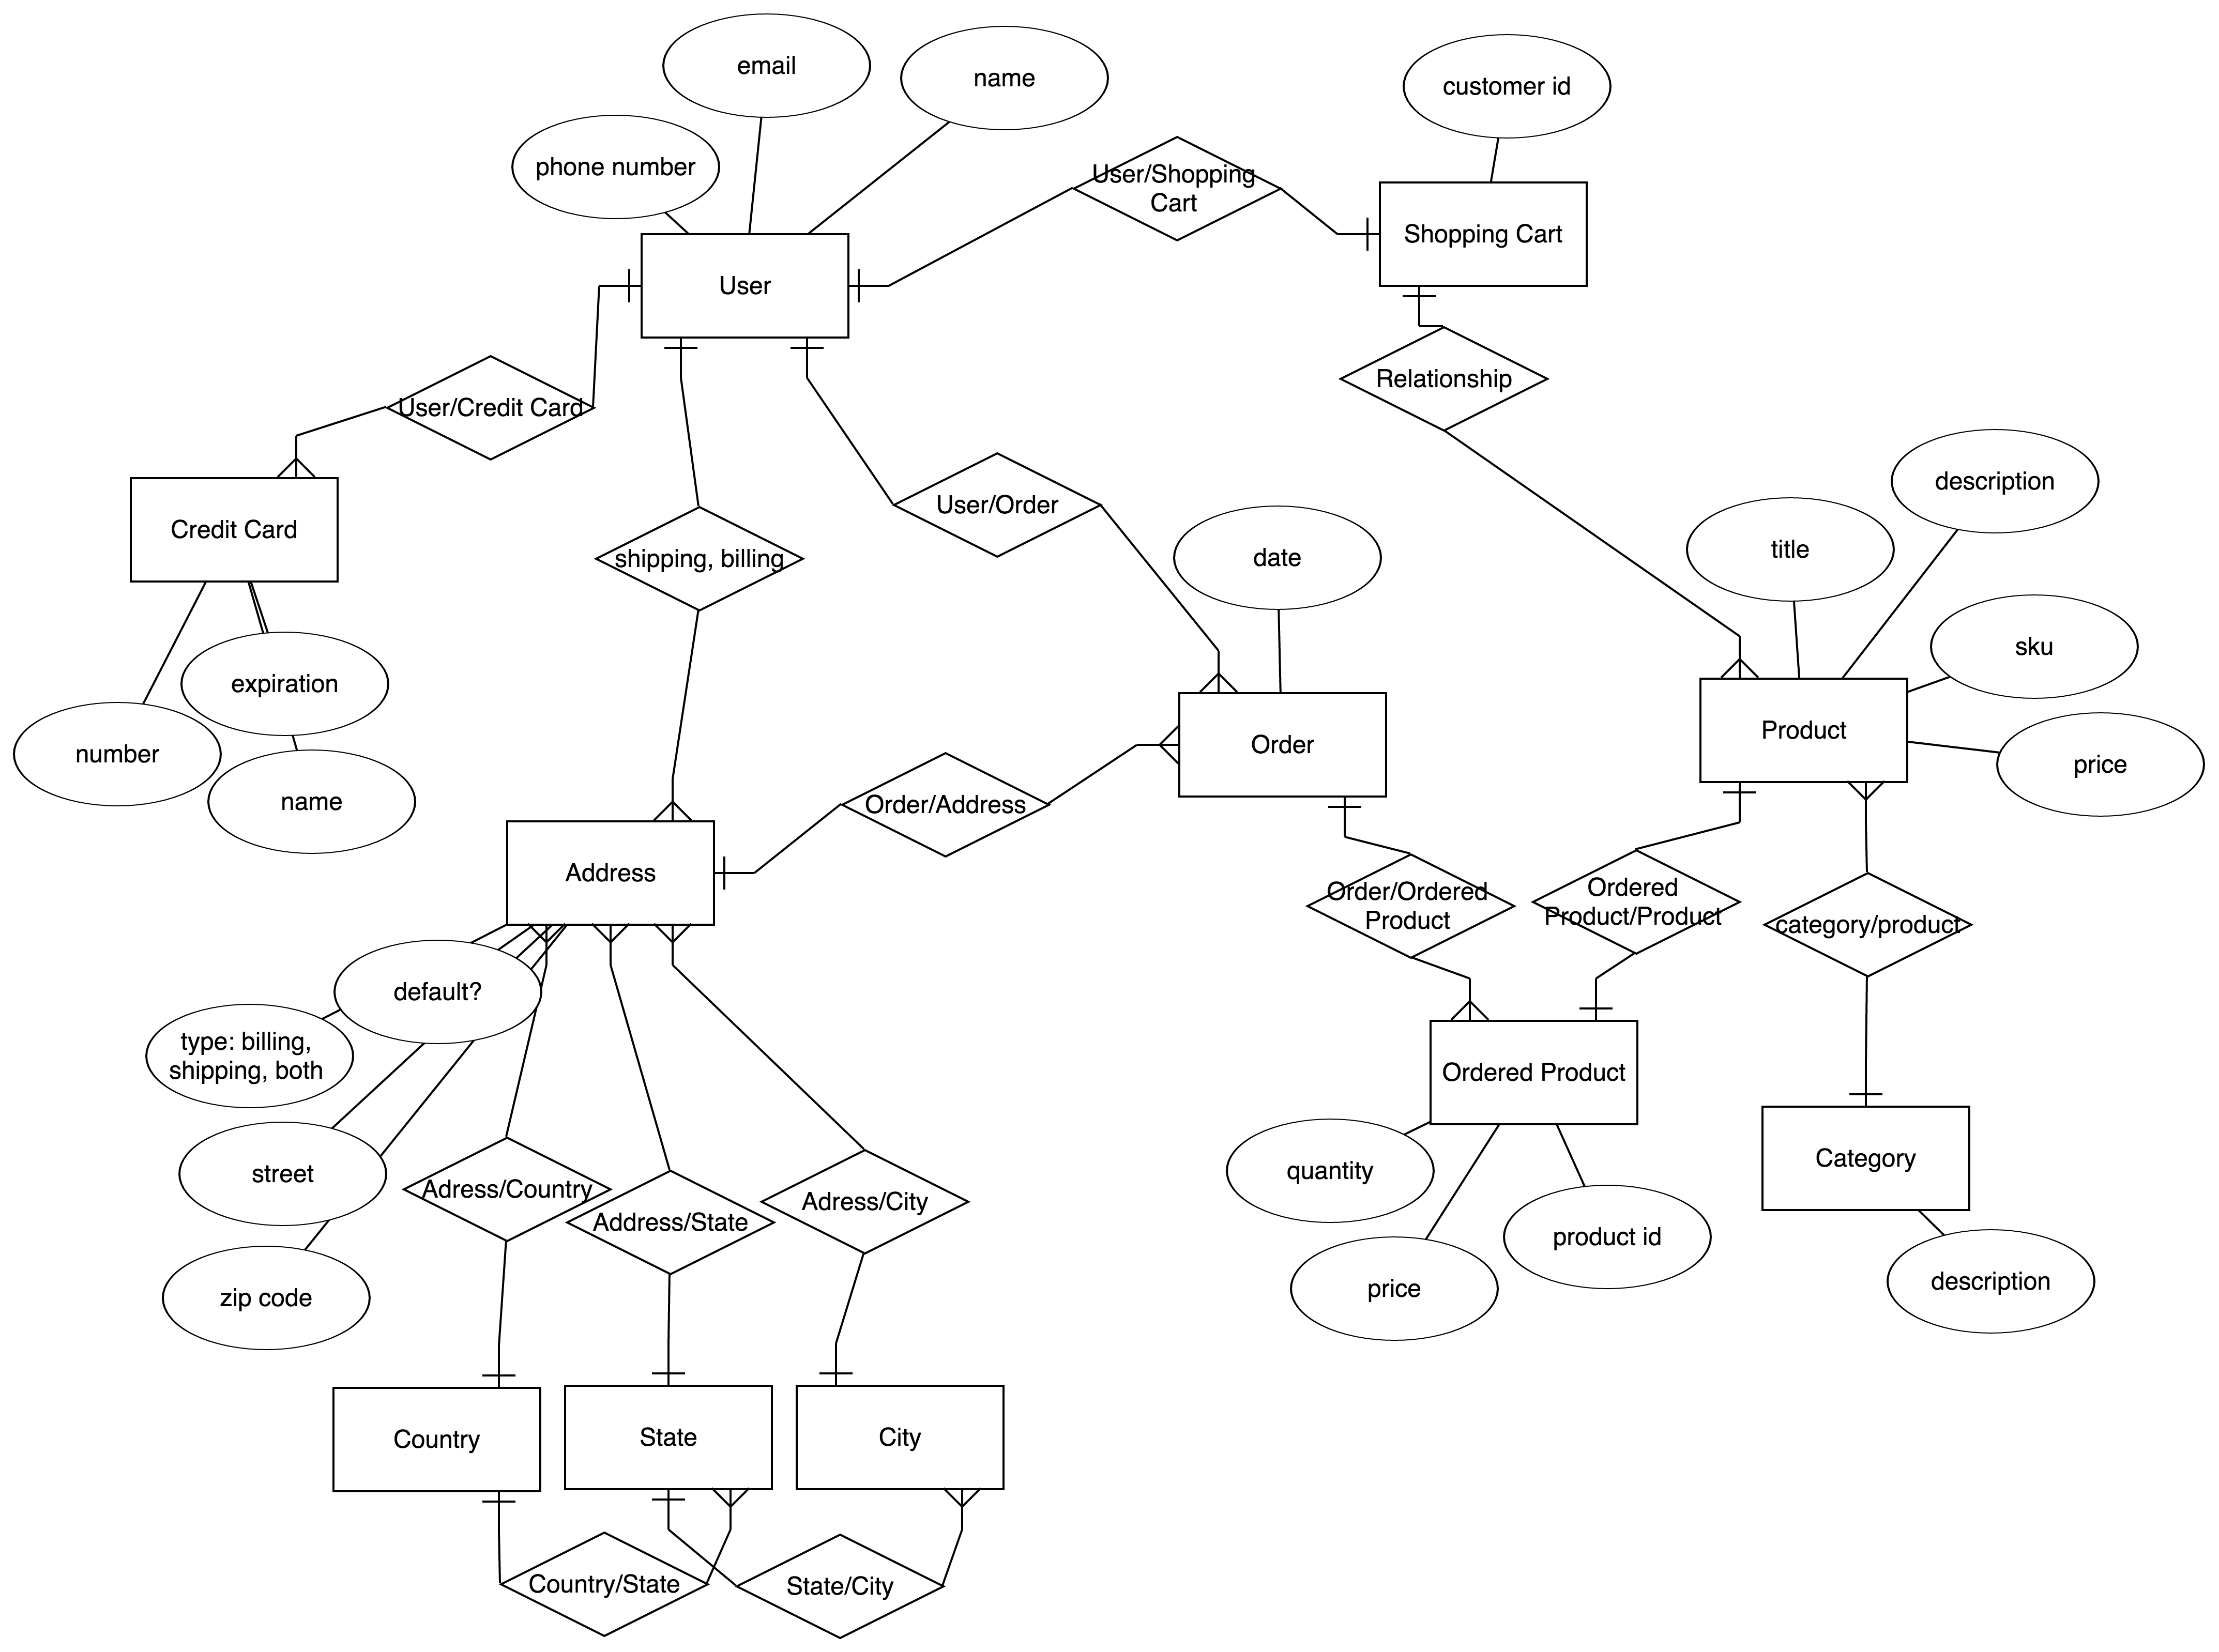 email
name
customer id
phone number
User/Shopping
Cart
Shopping Cart
User
Relationship
User/Credit Card
description
User/Order
title
Credit Card
shipping, billing
date
sku
expiration
Product
Order
number
price
name
Order/Address
Address
Order/Ordered
Product
Ordered
Product/Product
category/product
default?
type: billing,
shipping, both
Ordered Product
street
Adress/Country
Address/State
Adress/City
quantity
Category
product id
zip code
price
description
Country
State
City
Country/State
State/City